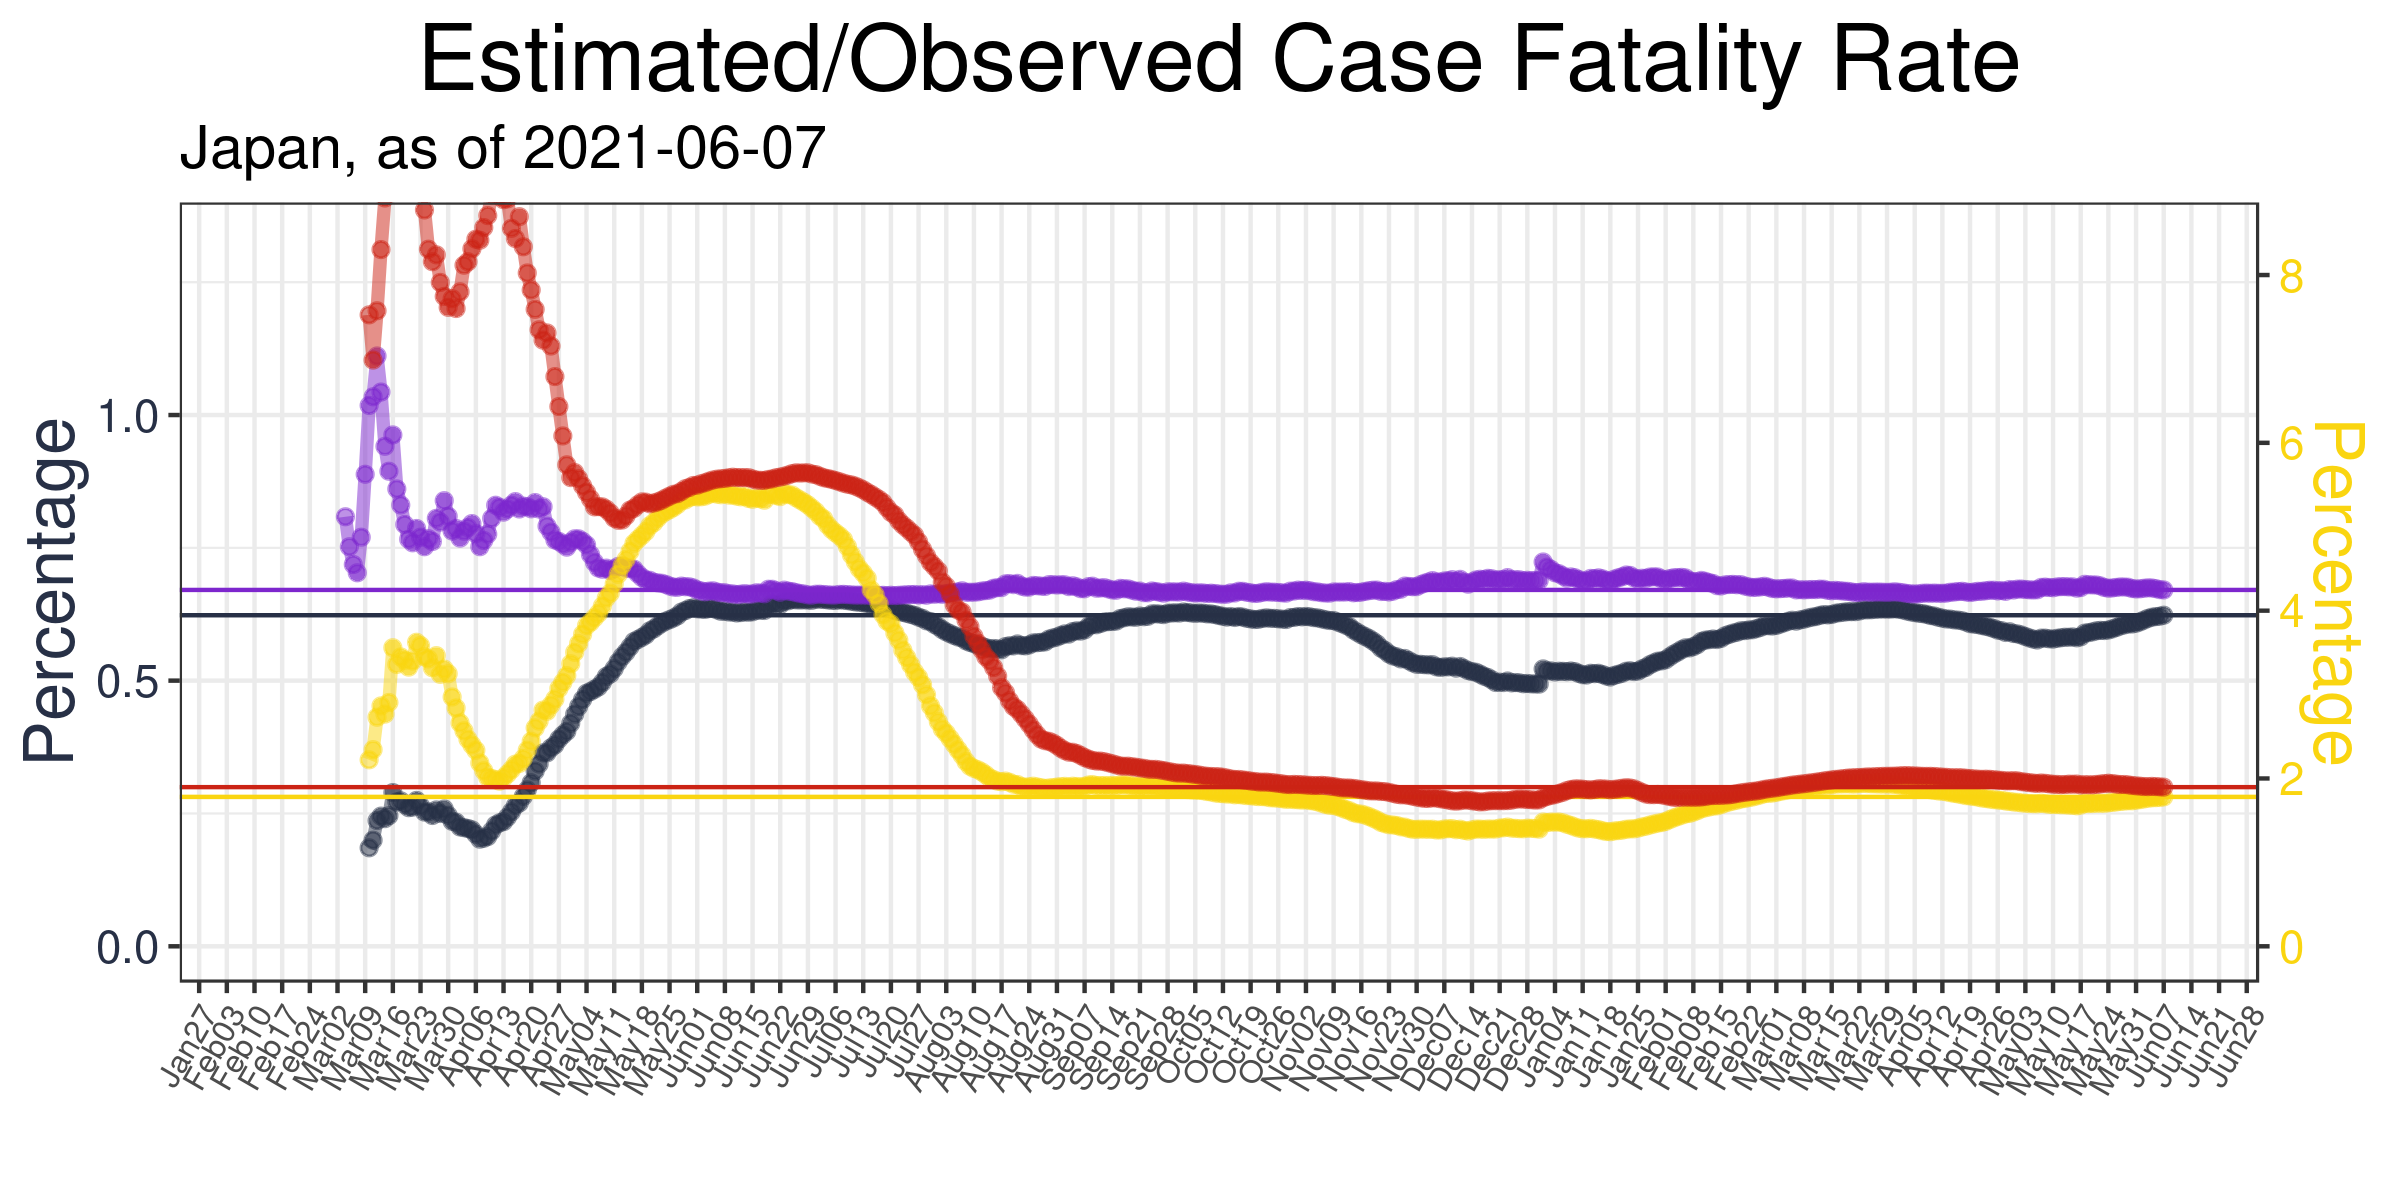 Estimated/Observed Case Fatality Rate
Japan, as of 2021-06-07
Percentage
1.0
0.5
0.0
8
6
4
2
0
Percentage
Jan27
Feb03
Feb10
Feb17
Feb24
Mar02
Mar09
Mar16
Mar23
Mar30
Apr06
Apr13
Apr20
Apr27
May04
May11
May18
May25
Jun01
Jun08
Jun15
Jun22
Jun29
Jul06
Jul13
Jul20
Jul27
Aug03
Aug10
Aug17
Aug24
Aug31
Sep07
Sep14
Sep21
Sep28
Oct05
Oct12
Oct19
Oct26
Nov02
Nov09
Nov16
Nov23
Nov30
Dec07
Dec14
Dec21
Dec28
Jan04
Jan11
Jan18
Jan25
Feb01
Feb08
Feb15
Feb22
Mar01
Mar08
Mar15
Mar22
Mar29
Apr05
Apr12
Apr19
Apr26
May03
May10
May17
May24
May31
Jun07
Jun14
Jun21
Jun28